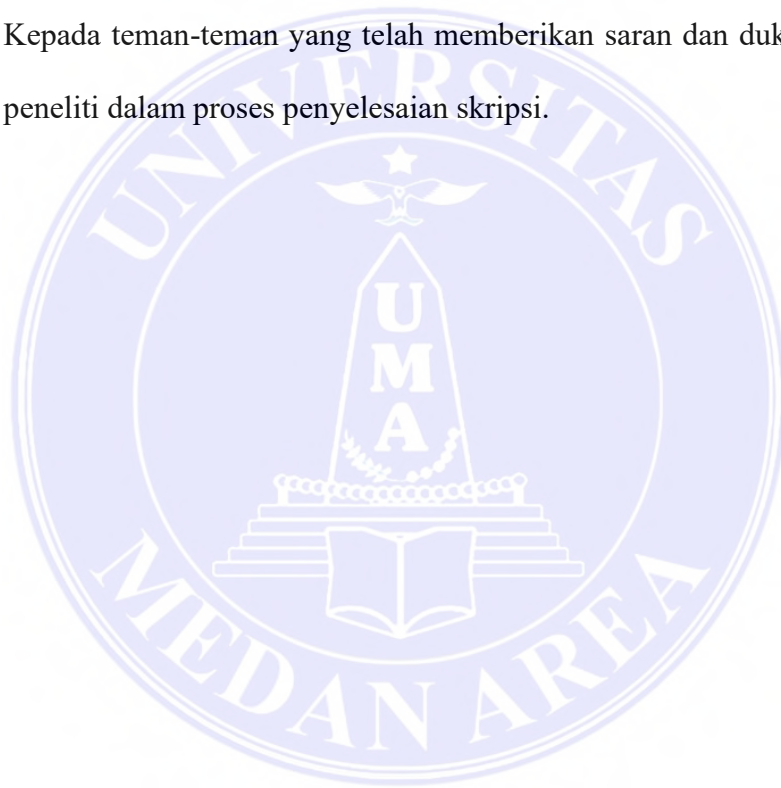 Kepada teman-teman yang telah memberikan saran dan duk
peneliti dalam proses penyelesaian skripsi.
UNIVERSITAS
U
M
A
MEDAN AREA